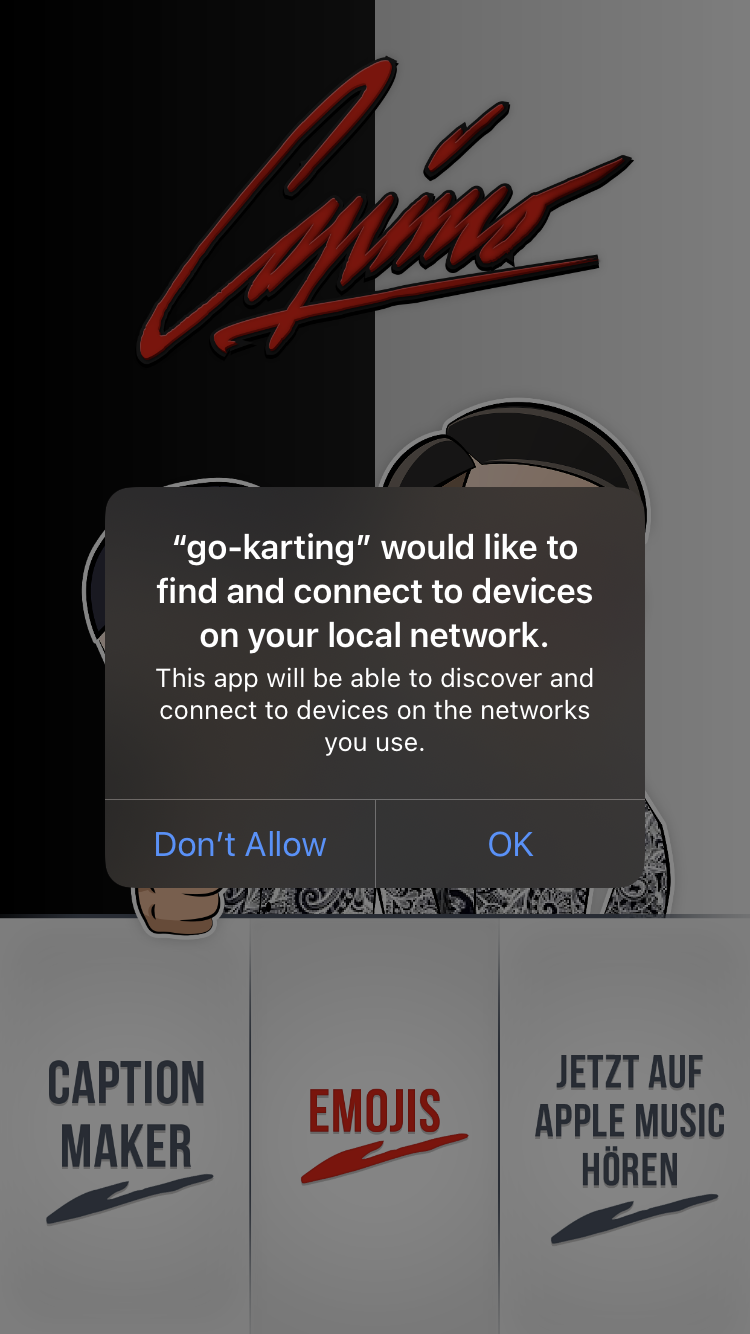 Capimo
“go-karting” would like to
find and connect to devices
on your local network.
This app will be able to discover and
connect to devices on the networks
you use.
Don’t Allow
OK
CAPTION
MAKER
EMOJIS
JETZT AUF
APPLE MUSIC
HÖREN